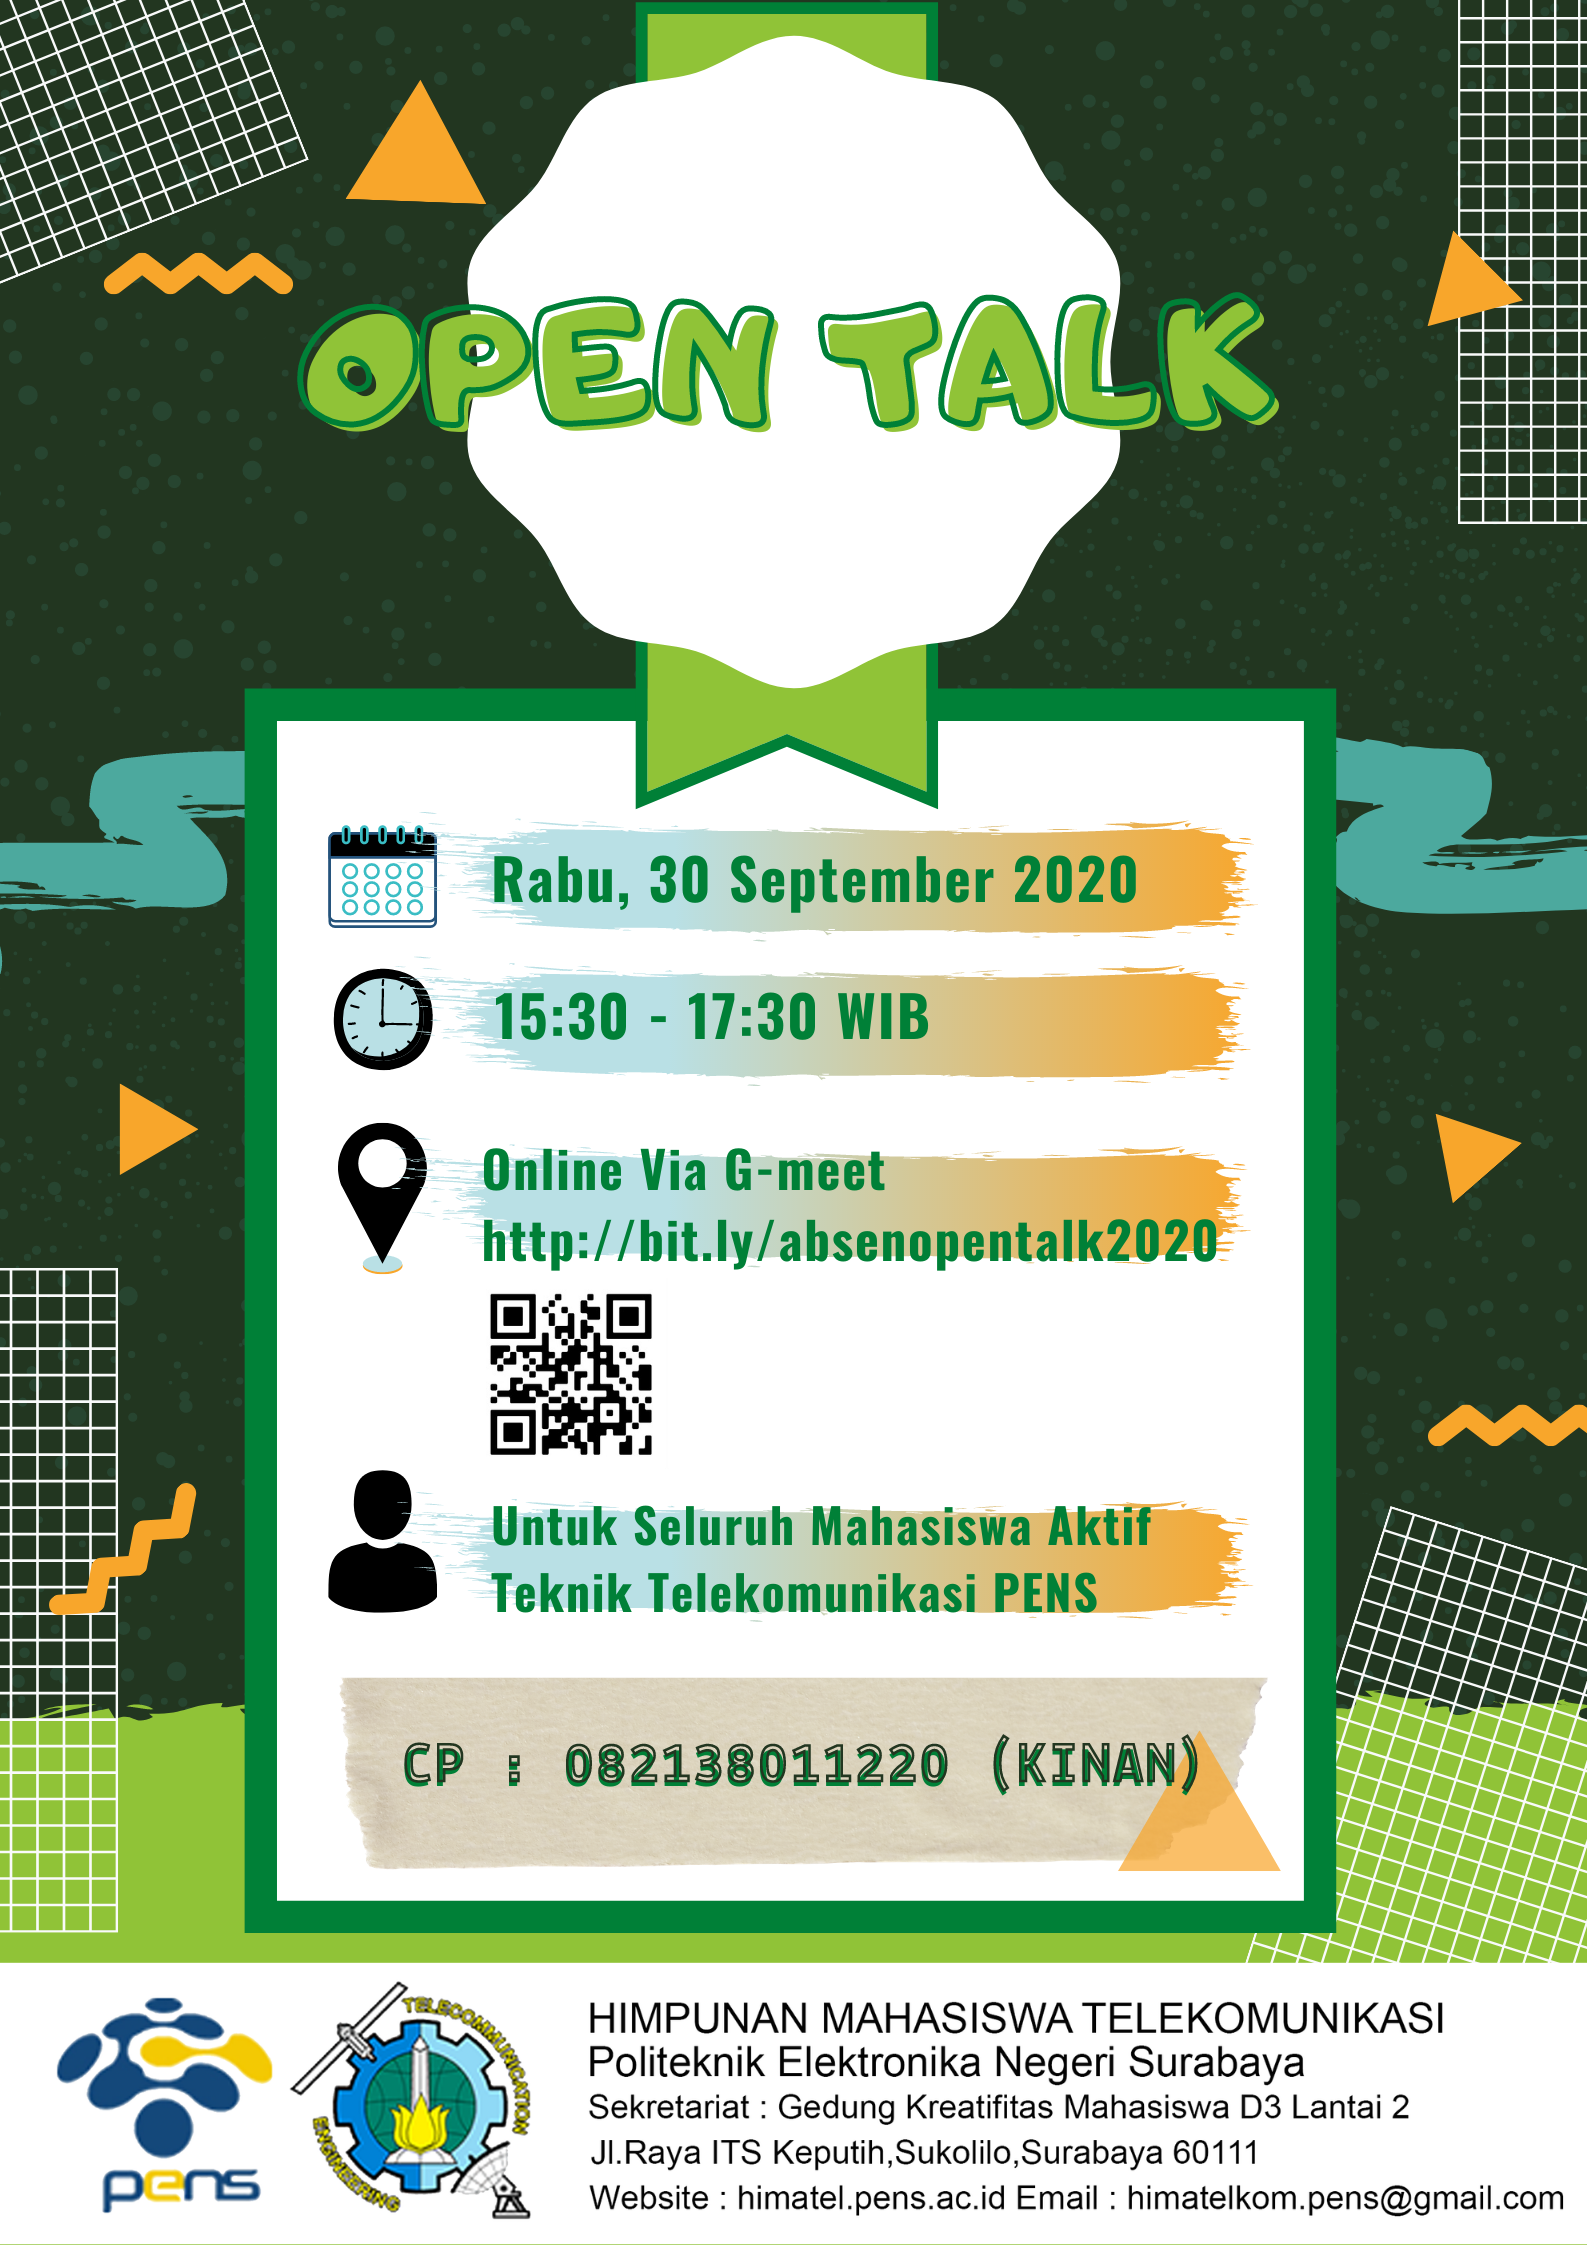 OPEN TALK
Rabu, 30 September 2020
15:30 - 17:30 WIB
Online Via G-meet
http://bit.ly/absenopentalk2020
Untuk Seluruh Mahasiswa Aktif
Teknik Telekomunikasi PENS
CP : 082138011220 (KINAN)
pens
TELECOMMUNICATION
ENGINEERING
HIMPUNAN MAHASISWA TELEKOMUNIKASI
Politeknik Elektronika Negeri Surabaya
Sekretariat : Gedung Kreatifitas Mahasiswa D3 Lantai 2
Jl.Raya ITS Keputih,Sukolilo,Surabaya 60111
Website : himatel.pens.ac.id Email : himatelkom.pens@gmail.com